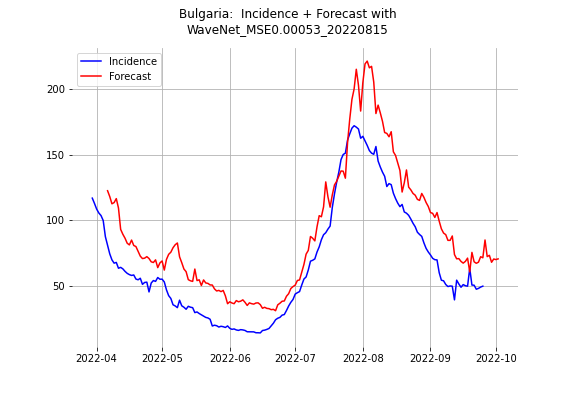 Bulgaria: Incidence + Forecast with
WaveNet_MSE0.00053_20220815
Incidence
Forecast
200
150
100
50
2022-04
2022-05
2022-06
2022-07
2022-08
2022-09
2022-10